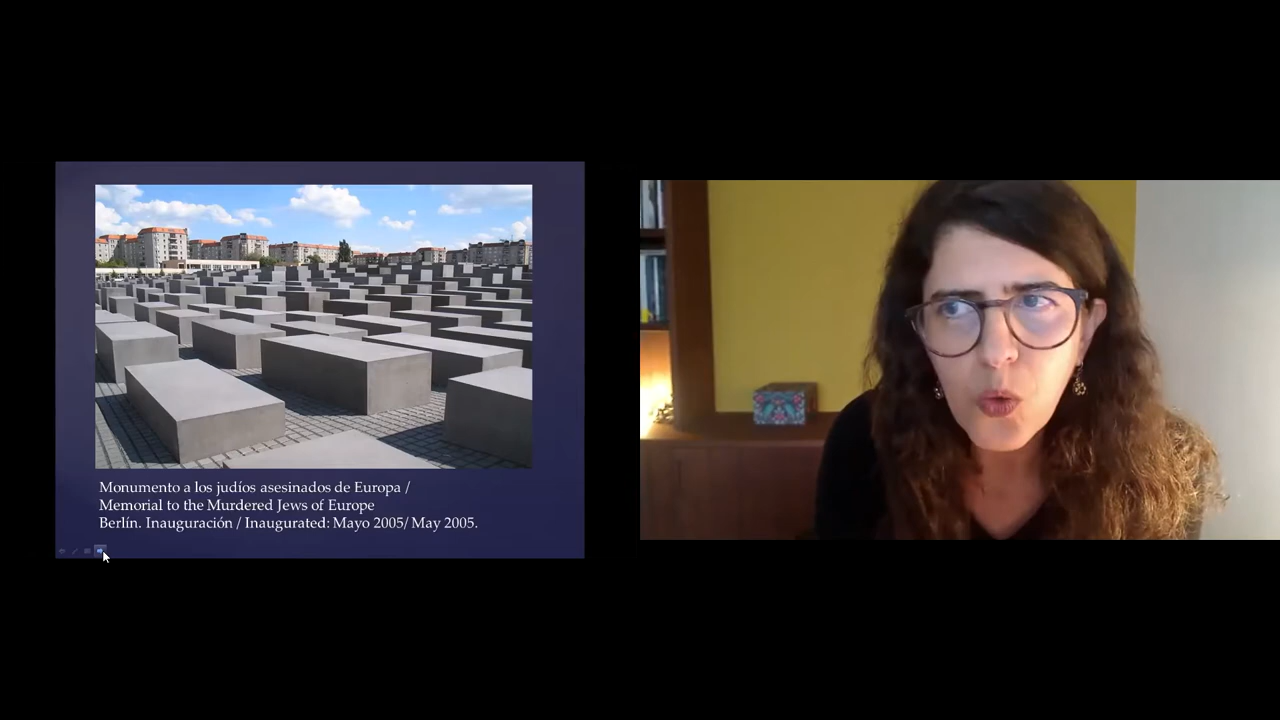 Monumento a los judíos asesinados de Europa /
Memorial to the Murdered Jews of Europe
Berlín. Inauguración / Inaugurated: Mayo 2005/ May 2005.